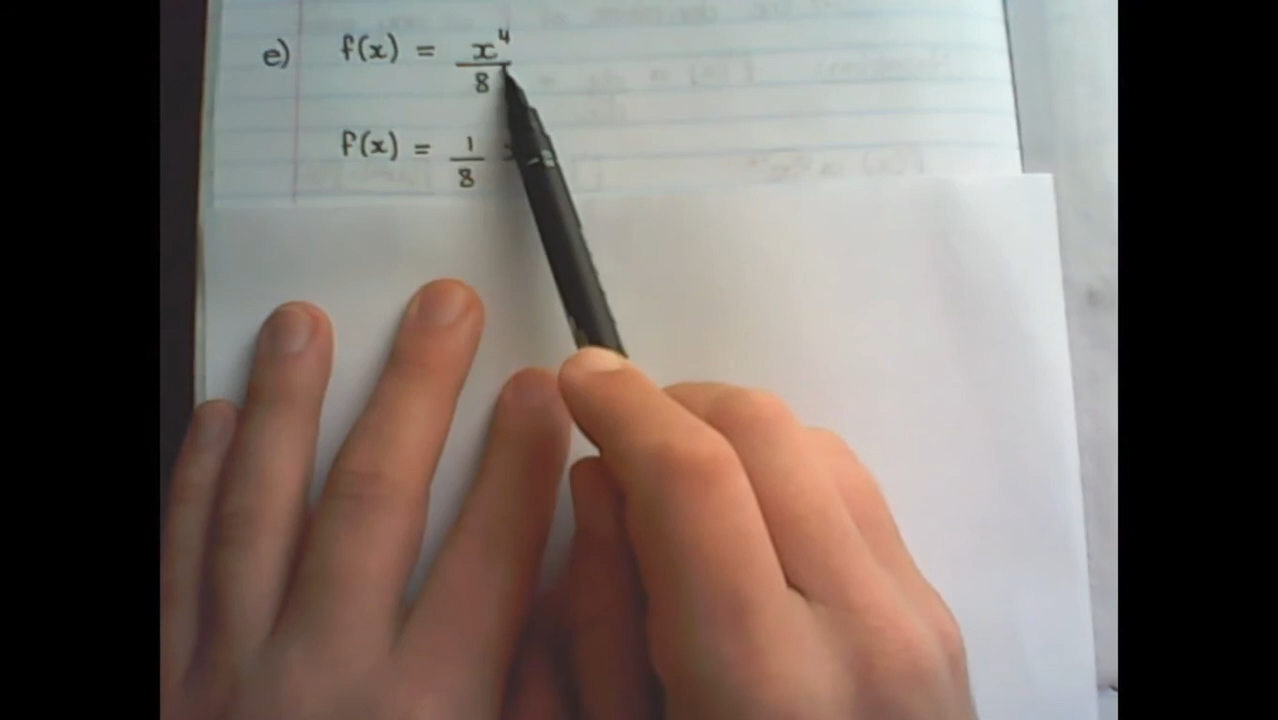 e) f(x) = x⁴/8
f(x) = 1/8